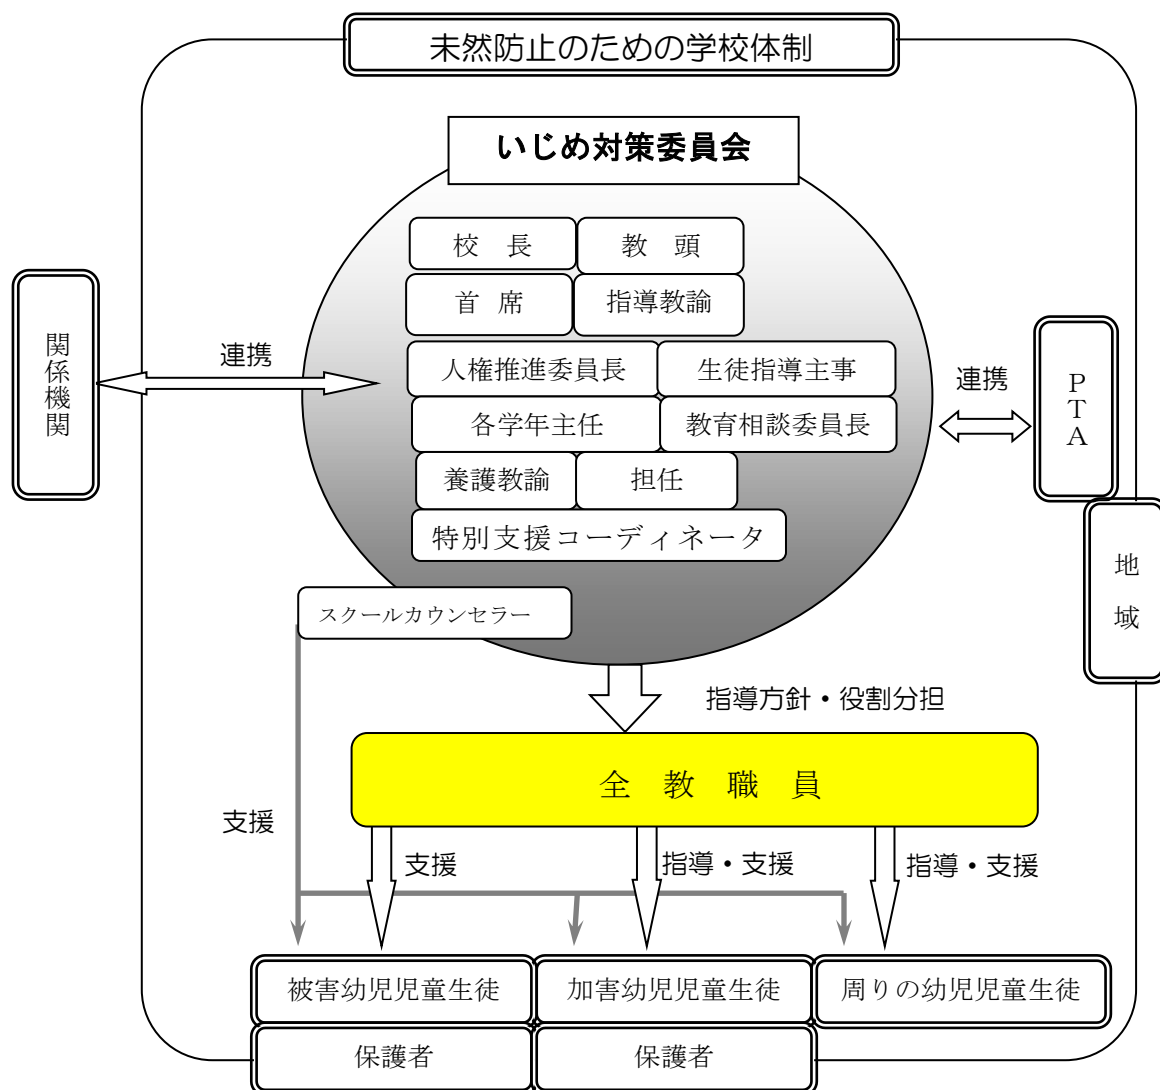 未然防止のための学校体制
いじめ対策委員会
校　長
教　頭
首　席
指導教諭
人権推進委員長
生徒指導主事
各学年主任
教育相談委員長
養護教諭
担任
特別支援コーディネータ
スクールカウンセラー
関係機関
連携
連携
PTA
地域
指導方針・役割分担
全　教　職　員
支援
支援
指導・支援
指導・支援
被害幼児児童生徒
加害幼児児童生徒
周りの幼児児童生徒
保護者
保護者